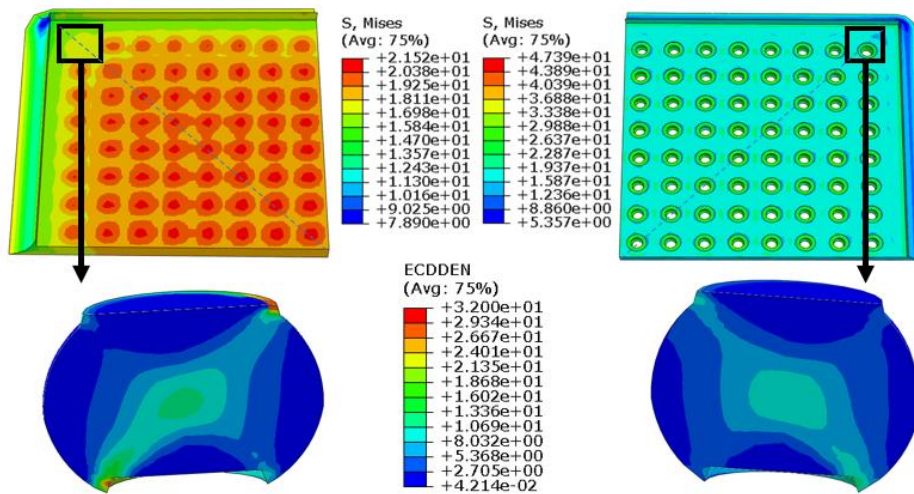 S, Mises
(Avg: 75%)
+2.152e+01
+2.038e+01
+1.925e+01
+1.811e+01
+1.698e+01
+1.584e+01
+1.470e+01
+1.357e+01
+1.243e+01
+1.130e+01
+1.016e+01
+9.025e+00
+7.890e+00
S, Mises
(Avg: 75%)
+4.739e+01
+4.389e+01
+4.039e+01
+3.688e+01
+3.338e+01
+2.988e+01
+2.637e+01
+2.287e+01
+1.937e+01
+1.587e+01
+1.236e+01
+8.860e+00
+5.357e+00
ECDDEN
(Avg: 75%)
+3.200e+01
+2.934e+01
+2.667e+01
+2.401e+01
+2.135e+01
+1.868e+01
+1.602e+01
+1.336e+01
+1.069e+01
+8.032e+00
+5.368e+00
+2.705e+00
+4.214e-02